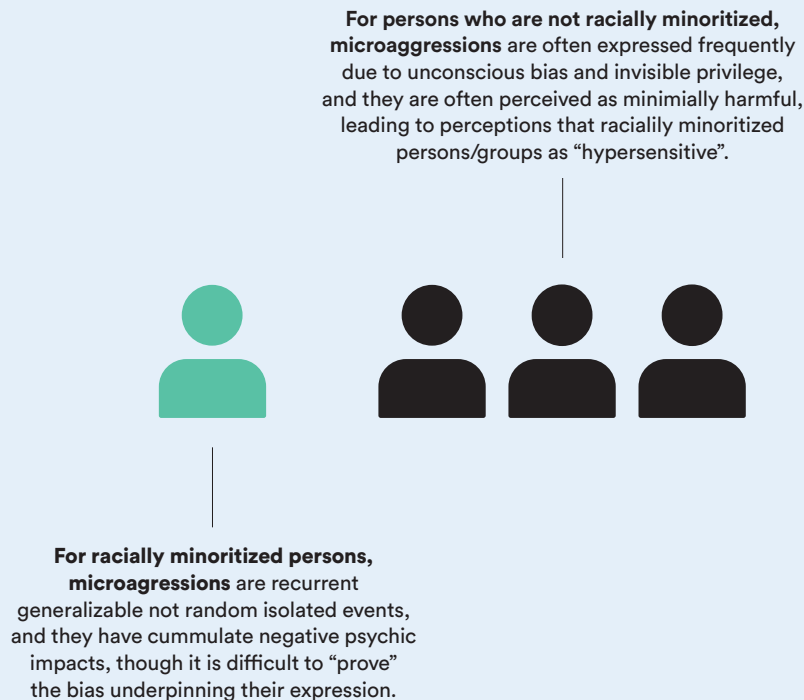 For persons who are not racially minoritized,
microaggressions are often expressed frequently
due to unconscious bias and invisible privilege,
and they are often perceived as minimially harmful,
leading to perceptions that racialily minoritized
persons/groups as “hypersensitive”.
For racially minoritized persons,
microagressions are recurrent
generalizable not random isolated events,
and they have cummulate negative psychic
impacts, though it is difficult to “prove”
the bias underpinning their expression.